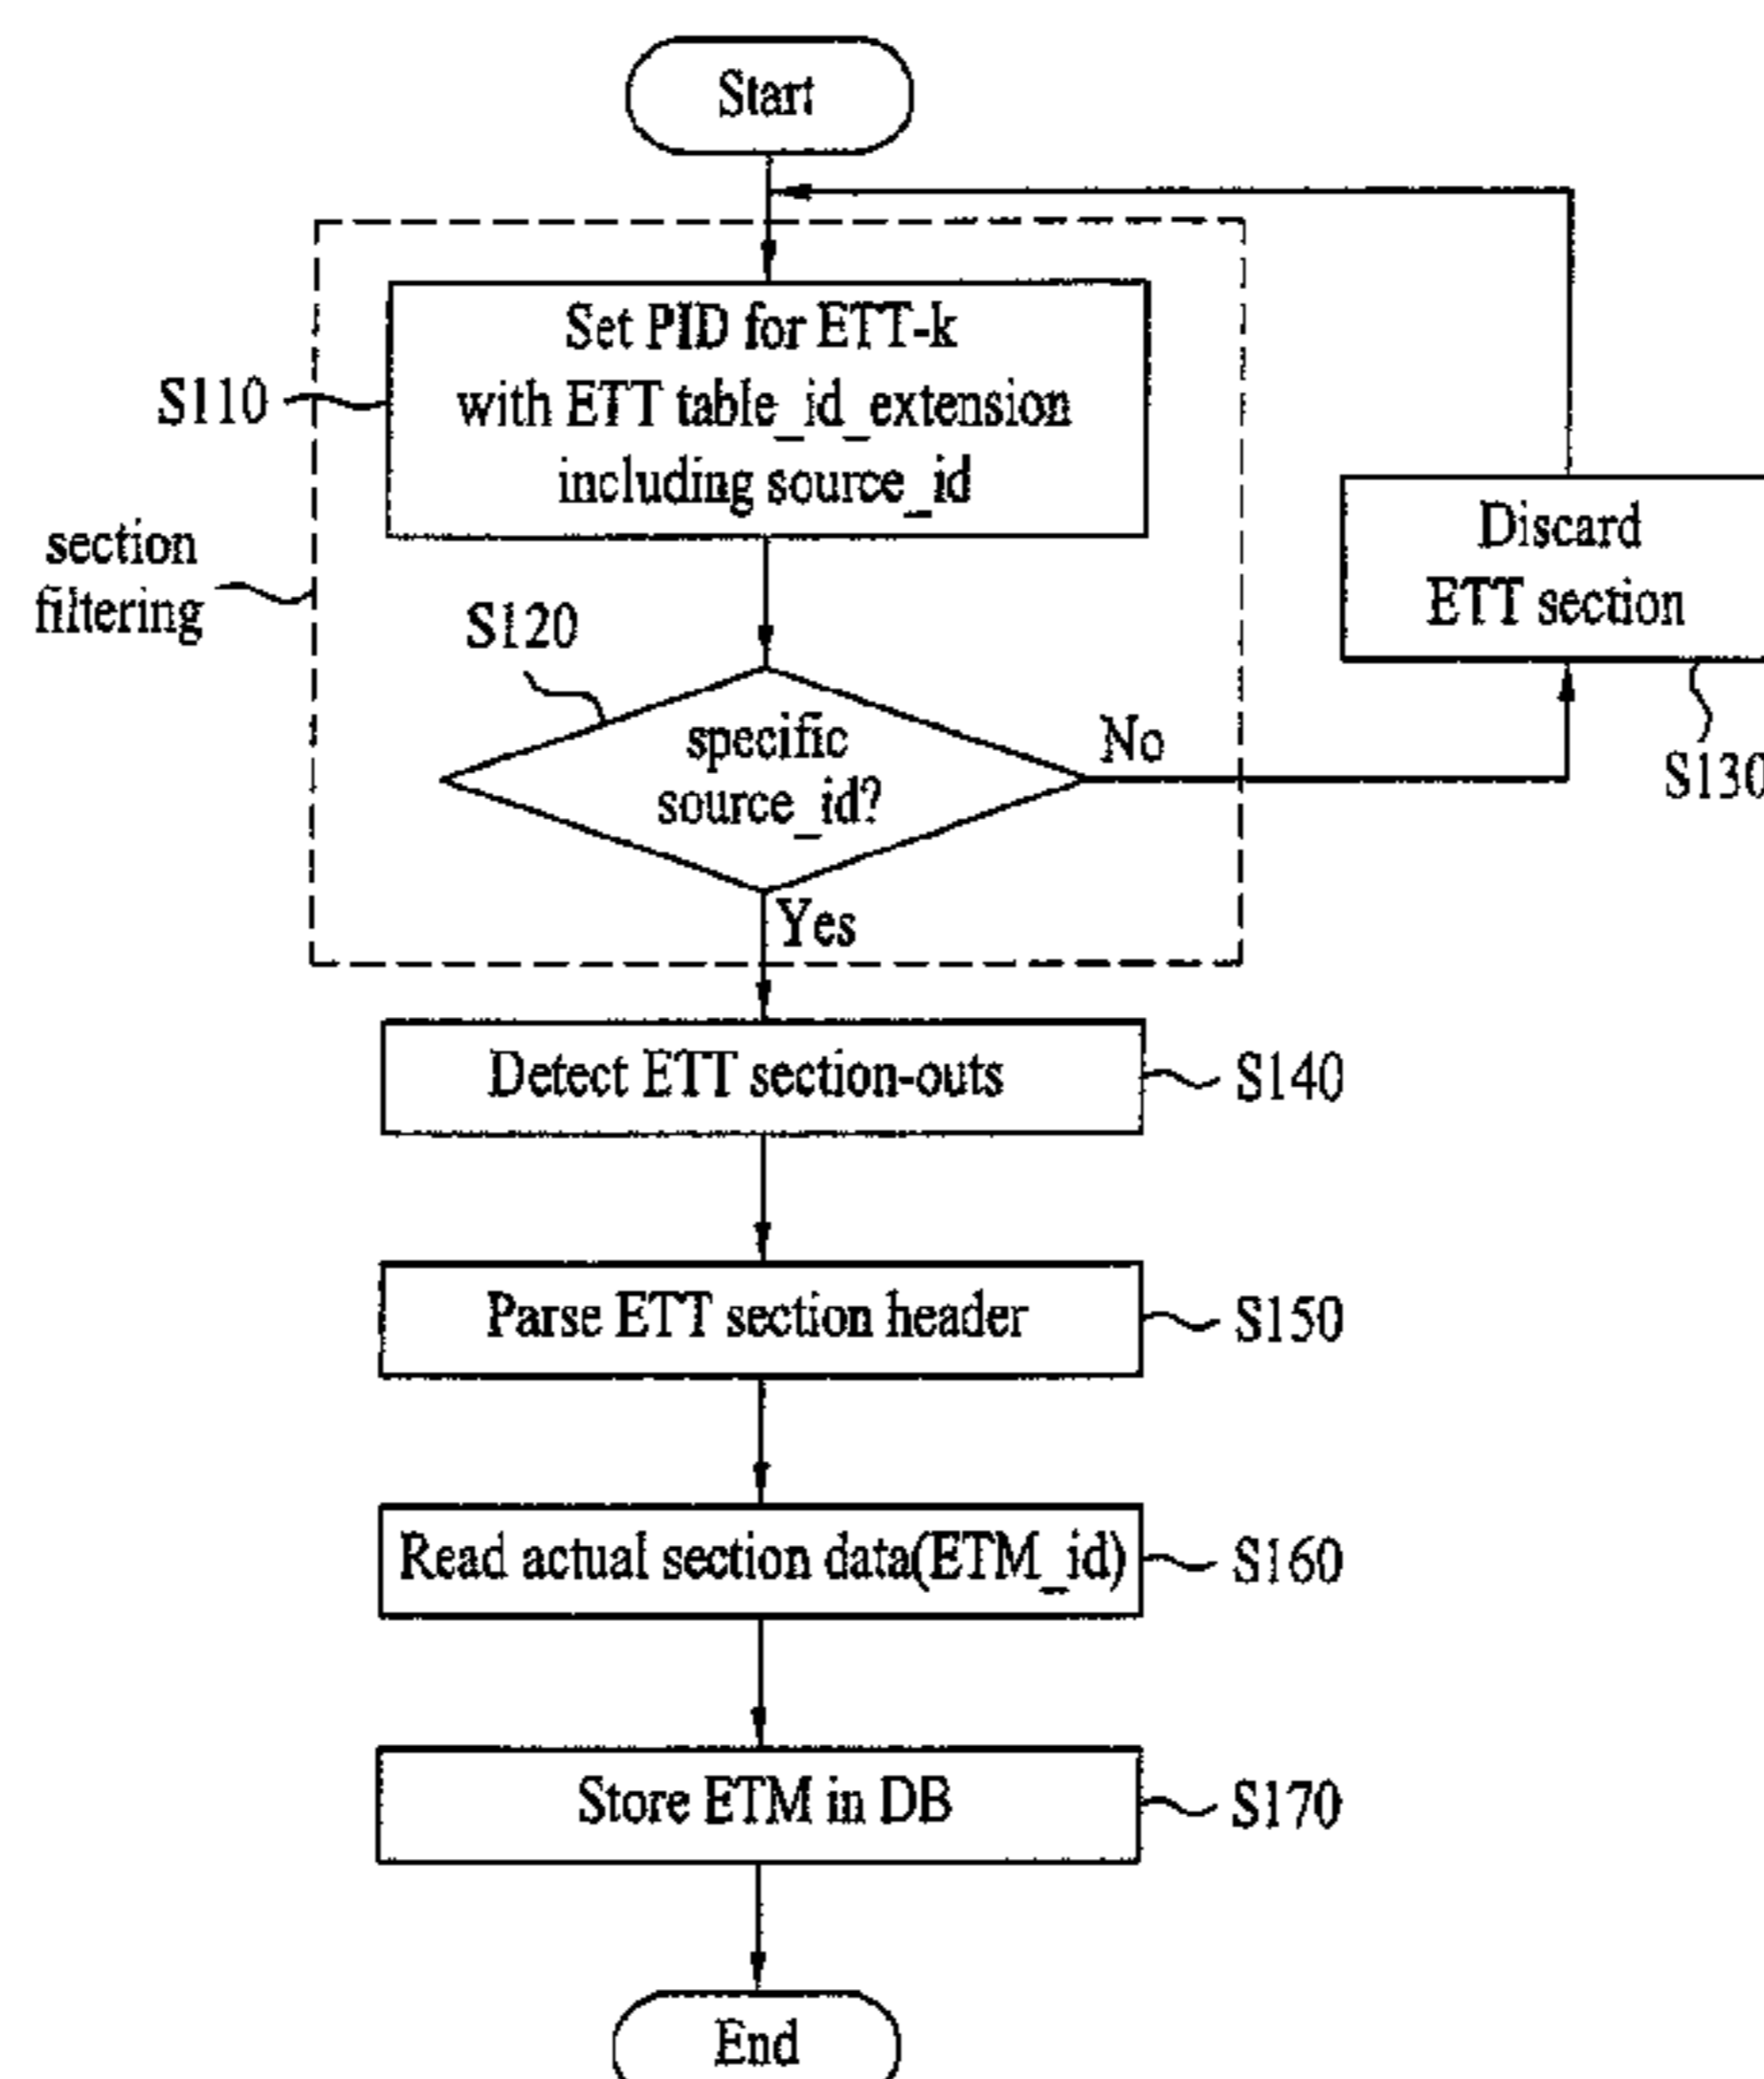 Start
Set PID for ETT-k
with ETT table_id_extension
including source_id
S110
section
filtering
Discard
ETT section
S120
specific
source_id?
No
S130
Yes
Detect ETT section-outs
S140
Parse ETT section header
S150
Read actual section data(ETM_id)
S160
Store ETM in DB
S170
End